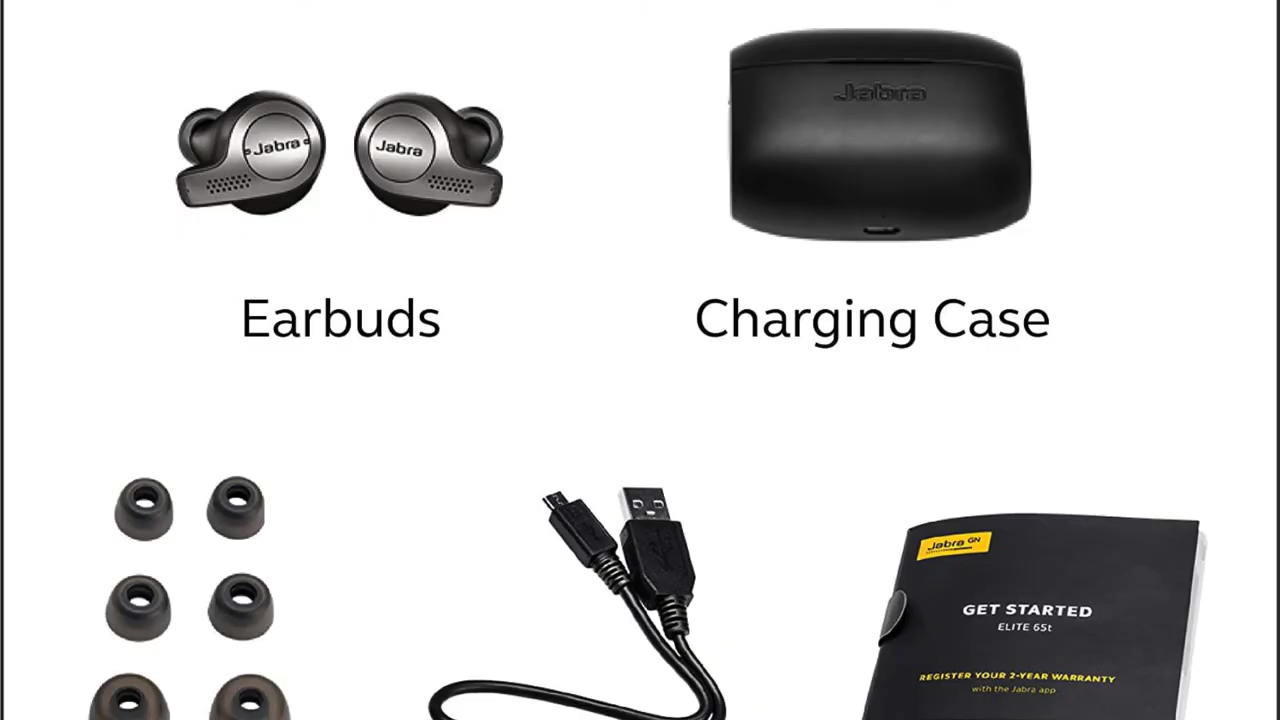 Jabra
Jabra
Jabra
Earbuds
Charging Case
Jabra GN
GET STARTED
ELITE 65t
REGISTER YOUR 2-YEAR WARRANTY
with the Jabra app